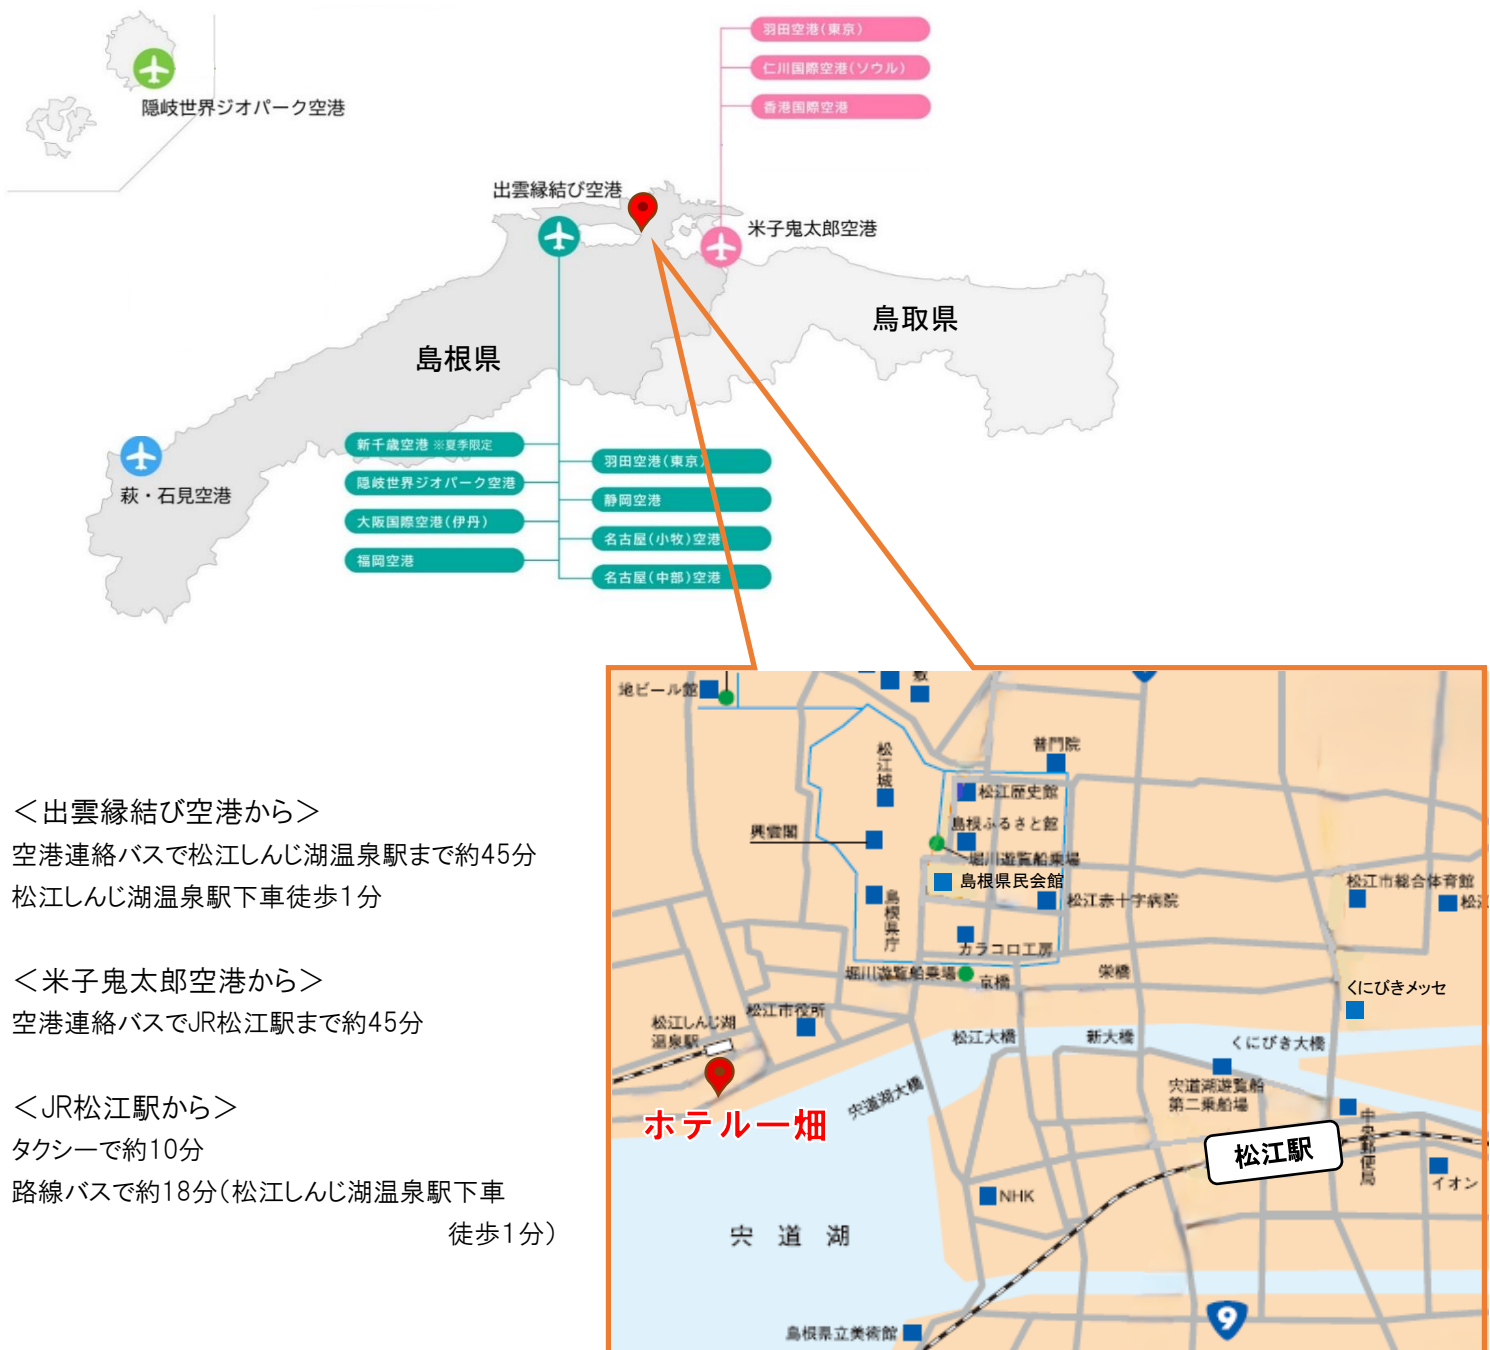 羽田空港(東京)
仁川国際空港(ソウル)
香港国際空港
隠岐世界ジオパーク空港
出雲縁結び空港
米子鬼太郎空港
鳥取県
島根県
萩・石見空港
新千歳空港 ※夏季限定
隠岐世界ジオパーク空港
大阪国際空港(伊丹)
福岡空港
羽田空港(東京)
静岡空港
名古屋(小牧)空港
名古屋(中部)空港
＜出雲縁結び空港から＞
空港連絡バスで松江しんじ湖温泉駅まで約45分
松江しんじ湖温泉駅下車徒歩1分
＜米子鬼太郎空港から＞
空港連絡バスでJR松江駅まで約45分
＜JR松江駅から＞
タクシーで約10分
路線バスで約18分(松江しんじ湖温泉駅下車
徒歩1分)
地ビール館
敷
松江城
普門院
松江歴史館
興雲閣
島根ふるさと館
堀川遊覧船乗場
島根県民会館
島根県庁
松江赤十字病院
松江市総合体育館
松江
カラコロ工房
堀川遊覧船乗場
京橋
栄橋
くにびきメッセ
松江市役所
松江しんじ湖
温泉駅
松江大橋
新大橋
くにびき大橋
宍道湖大橋
宍道湖遊覧船
第二乗船場
ホテル一畑
松江駅
中央郵便局
イオン
NHK
宍道湖
島根県立美術館
9